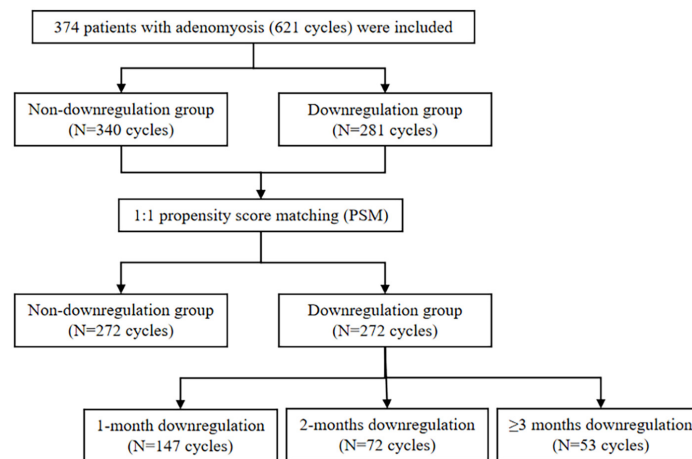 374 patients with adenomyosis (621 cycles) were included
Non-downregulation group
(N=340 cycles)
Downregulation group
(N=281 cycles)
1:1 propensity score matching (PSM)
Non-downregulation group
(N=272 cycles)
Downregulation group
(N=272 cycles)
1-month downregulation
(N=147 cycles)
2-months downregulation
(N=72 cycles)
≥3 months downregulation
(N=53 cycles)